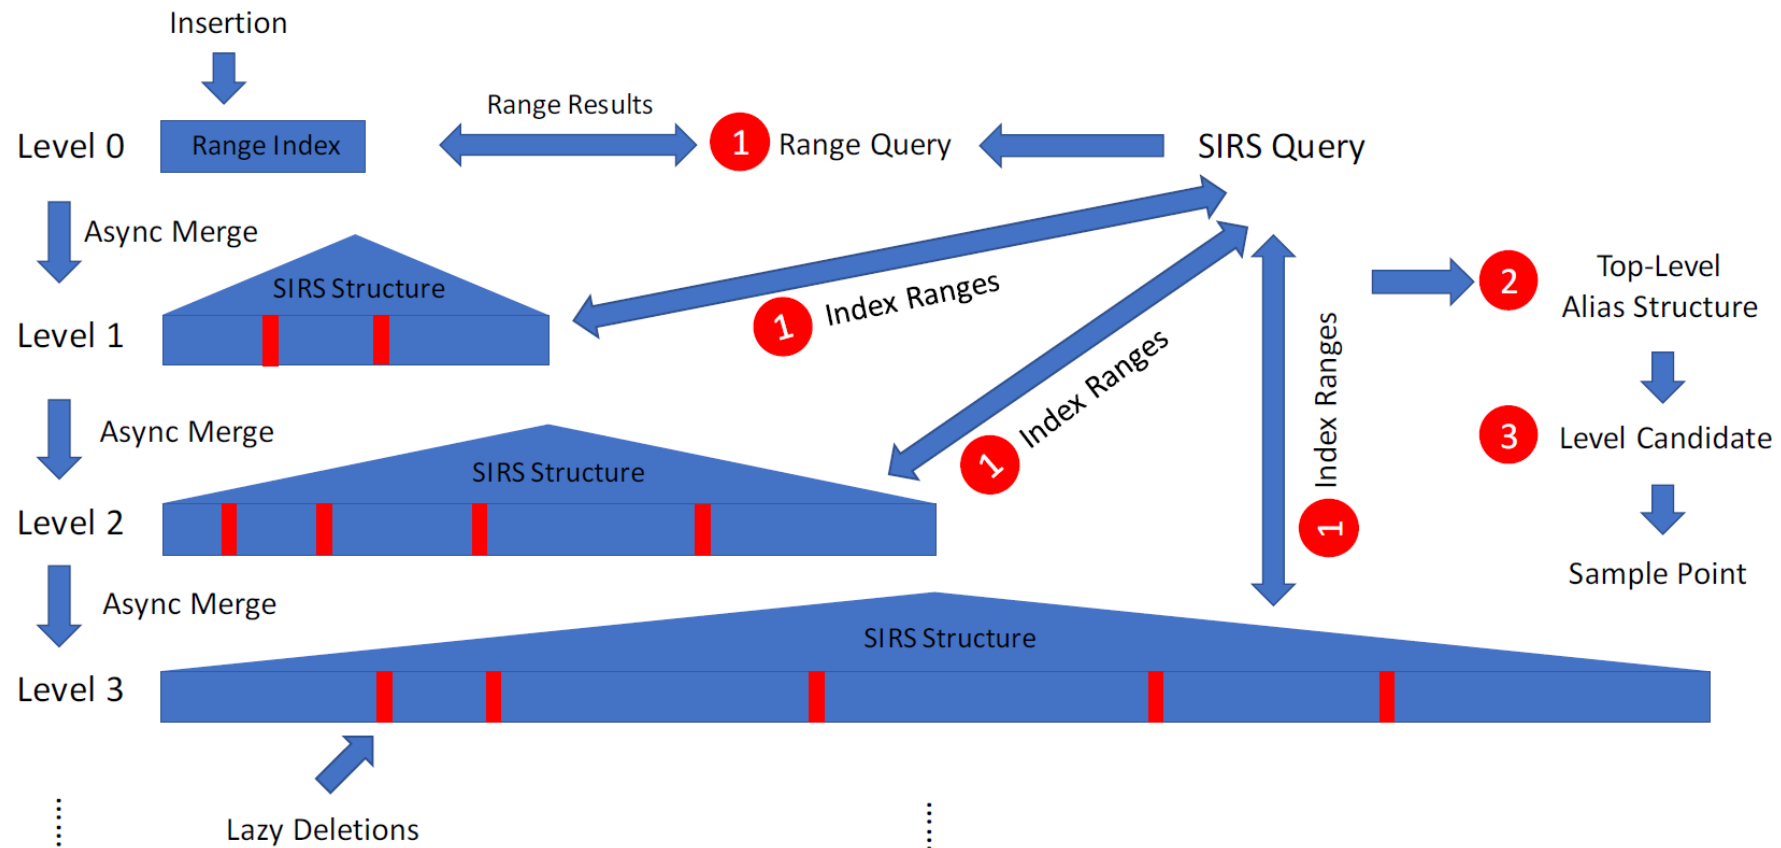 Insertion
Level 0
Range Index
Range Results
1
Range Query
SIRS Query
Async Merge
SIRS Structure
Level 1
1
Index Ranges
2
Top-Level
Alias Structure
Async Merge
SIRS Structure
Level 2
1
Index Ranges
1
Index Ranges
3
Level Candidate
Sample Point
Async Merge
SIRS Structure
Level 3
Lazy Deletions